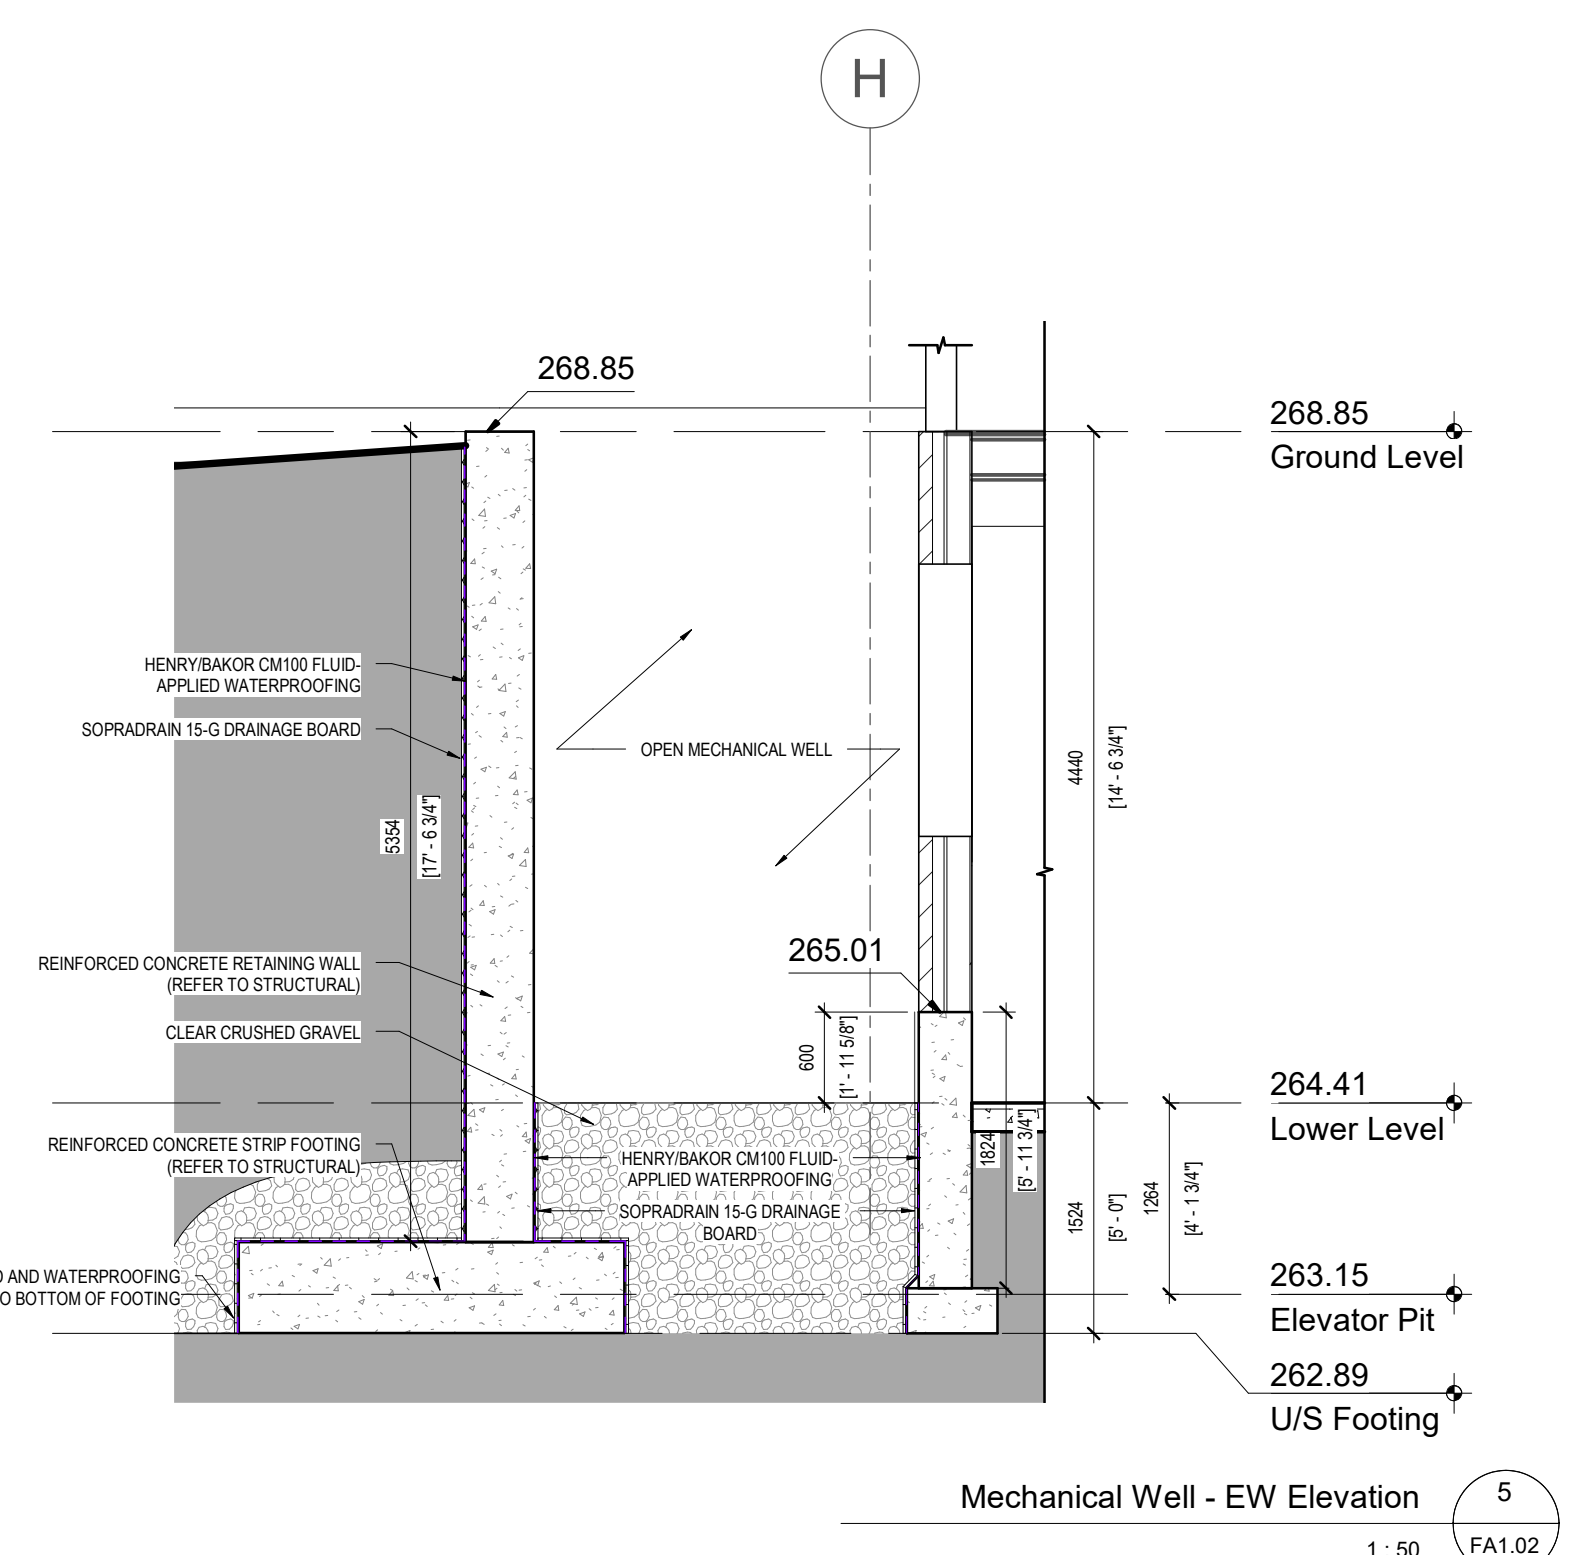 H
268.85
268.85
Ground Level
HENRY/BAKOR CM100 FLUID-
APPLIED WATERPROOFING
SOPRADRAIN 15-G DRAINAGE BOARD
OPEN MECHANICAL WELL
4440
[14' - 6 3/4"]
5354
[17' - 6 3/4"]
REINFORCED CONCRETE RETAINING WALL
(REFER TO STRUCTURAL)
265.01
CLEAR CRUSHED GRAVEL
600
[1' - 11 5/8"]
264.41
Lower Level
REINFORCED CONCRETE STRIP FOOTING
(REFER TO STRUCTURAL)
HENRY/BAKOR CM100 FLUID-
APPLIED WATERPROOFING
SOPRADRAIN 15-G DRAINAGE
BOARD
1824
[5' - 11 3/4"]
1524
[5' - 0"]
1264
[4' - 1 3/4"]
AND WATERPROOFING
BOTTOM OF FOOTING
263.15
Elevator Pit
262.89
U/S Footing
Mechanical Well - EW Elevation
5
1 : 50
FA1.02